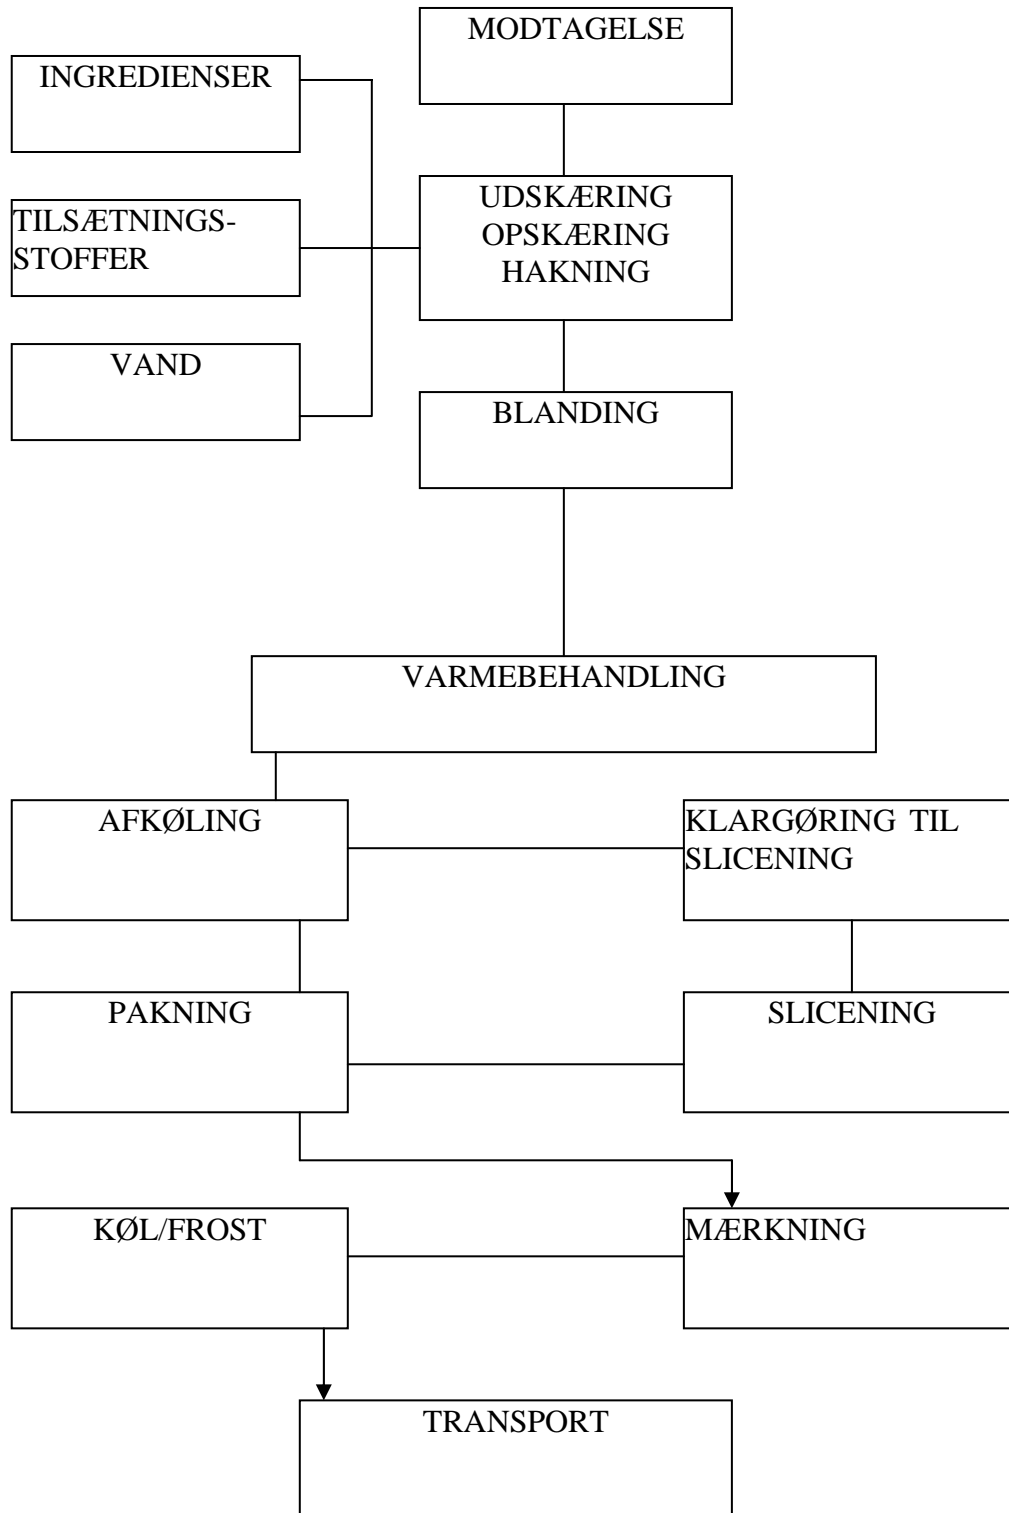 MODTAGELSE
INGREDIENSER
UDSKÆRING
OPSKÆRING
HAKNING
TILSÆTNINGS-
STOFFER
VAND
BLANDING
VARMEBEHANDLING
AFKØLING
KLARGØRING TIL
SLICENING
PAKNING
SLICENING
KØL/FROST
MÆRKNING
TRANSPORT